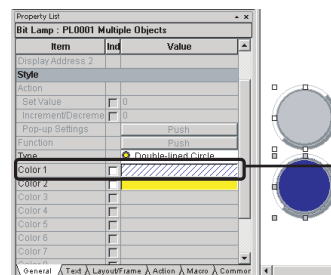 Property List
Bit Lamp : PL0001 Multiple Objects
Item Ind Value
Display Address 2
Style
Action
Set Value 0
Increment/Decreme 0
Pop-up Settings Push
Function Push
Type Double-lined Circle
Color 1
Color 2
Color 3
Color 4
Color 5
Color 6
Color 7
General Text Layout/Frame Action Macro Commor